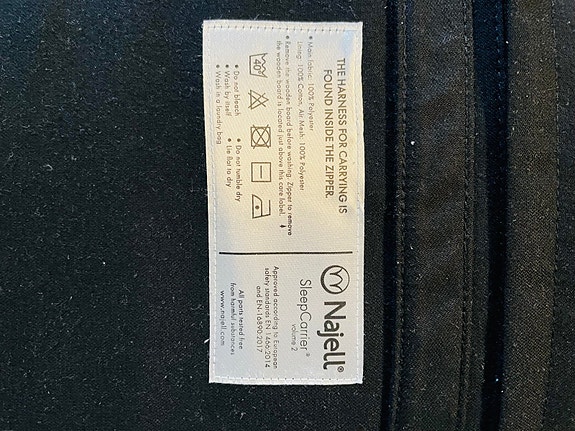 THE HARNESS FOR CARRYING IS
FOUND INSIDE THE ZIPPER.
• Main fabric: 100% Polyester
Lining: 100% Cotton, Air Mesh: 100% Polyester
• Remove the wooden board before washing. Zipper to remove
the wooden board is located just above this care label.
40°
• Do not bleach
• Wash by itself
• Wash in a laundry bag
• Do not tumble dry
• Lie flat to dry
Najell®
SleepCarrier®
volume 2
Approved according to European
safety standards EN 1466:2014
and EN-16890:2017
All parts tested free
from harmful substances
www.najell.com